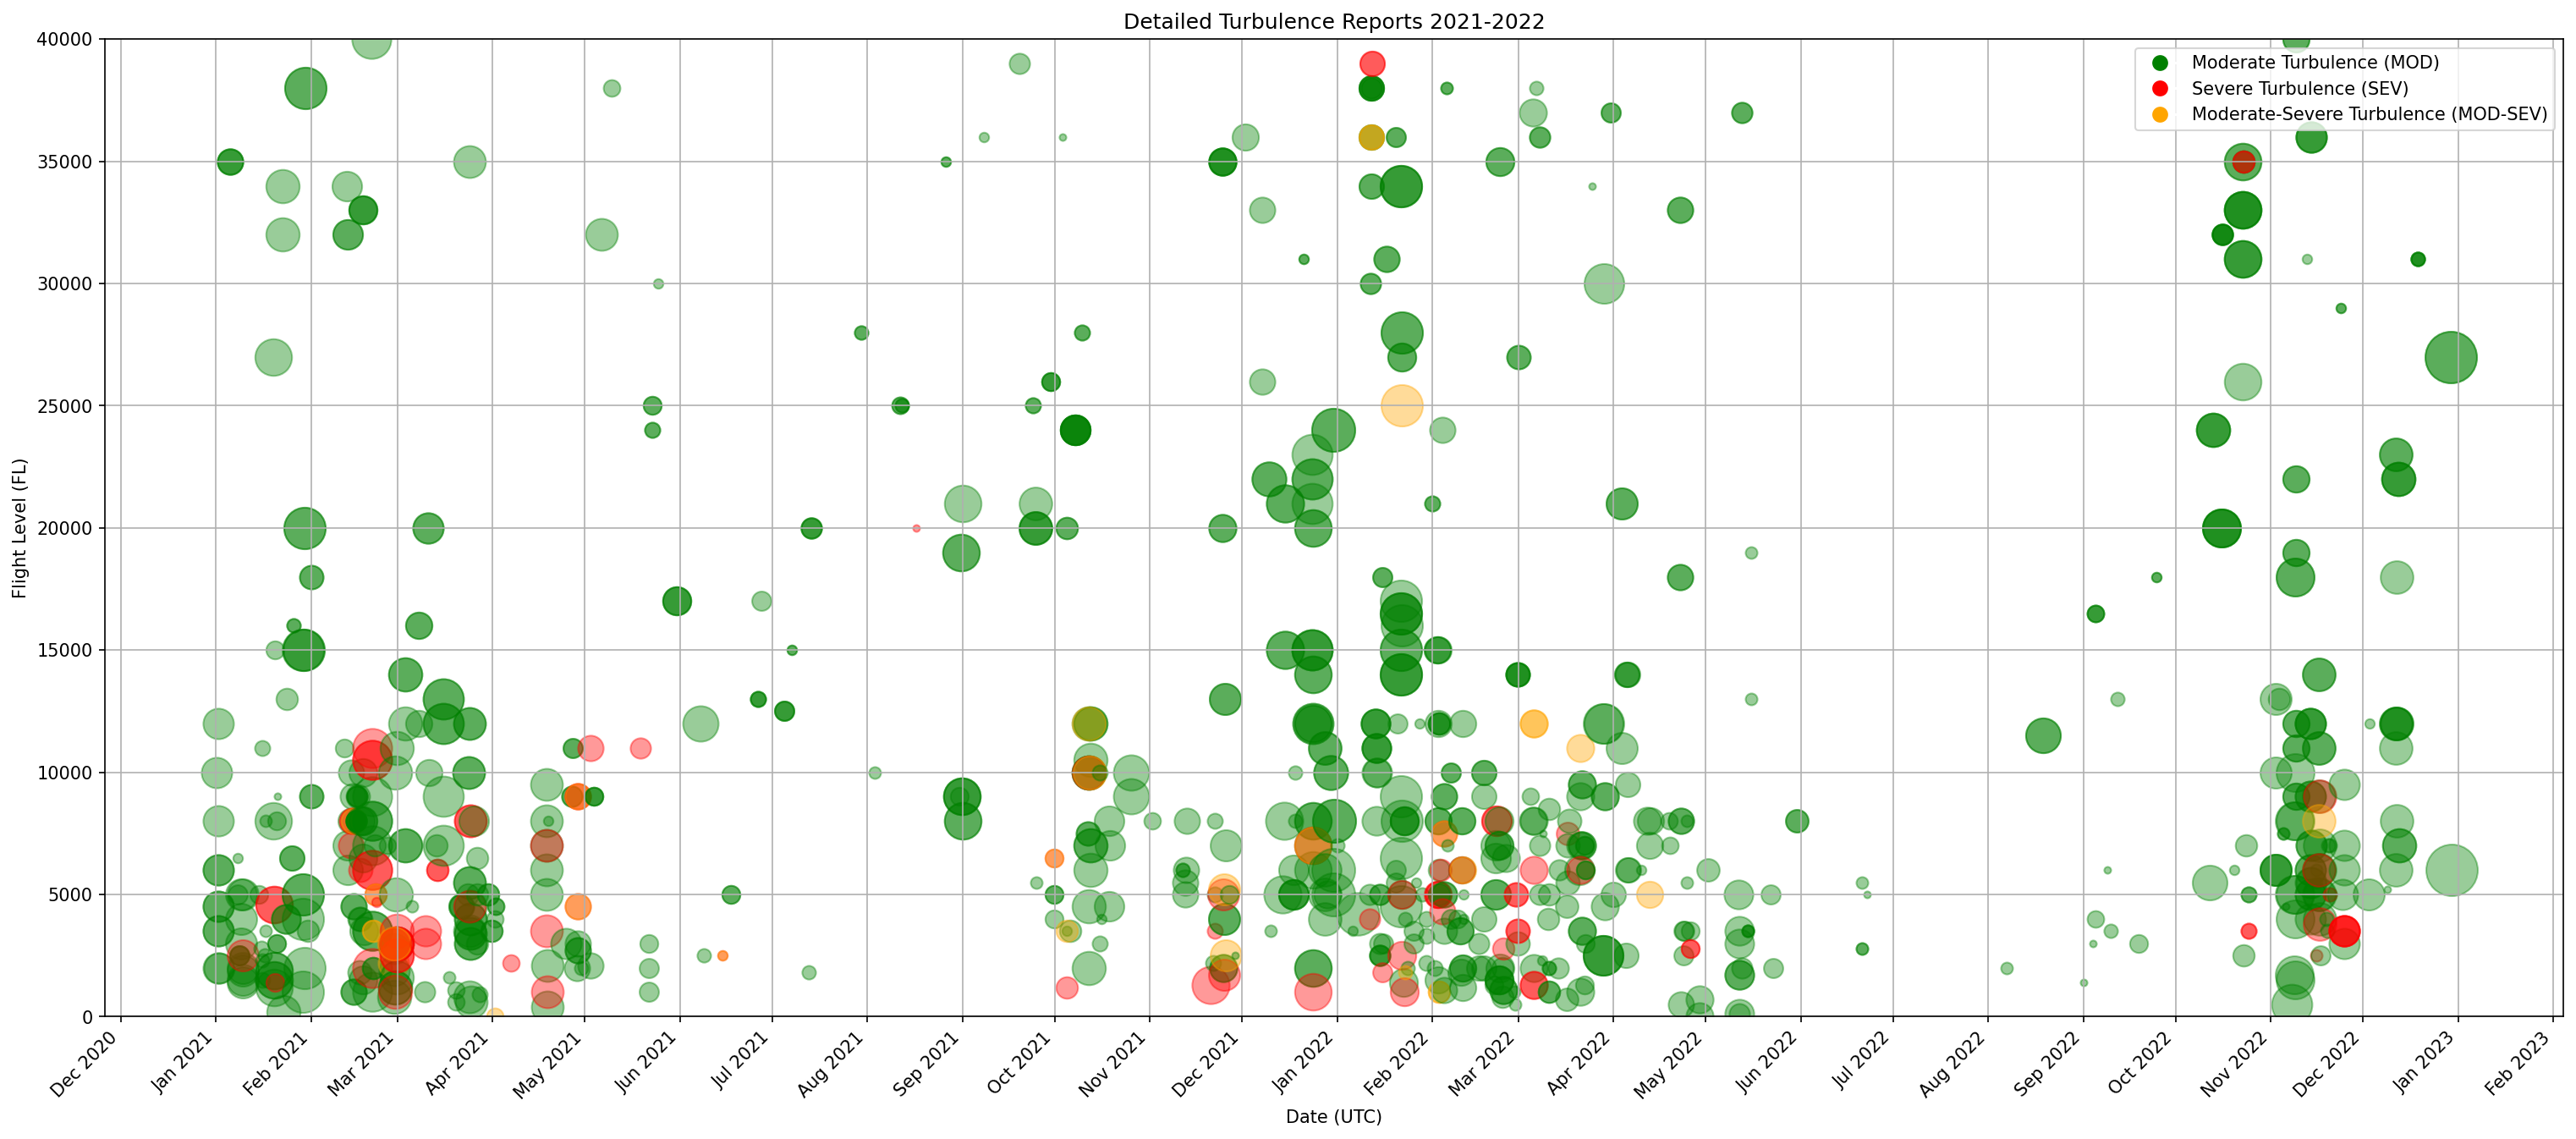 Detailed Turbulence Reports 2021-2022
Moderate Turbulence (MOD)
Severe Turbulence (SEV)
Moderate-Severe Turbulence (MOD-SEV)
Flight Level (FL)
40000
35000
30000
25000
20000
15000
10000
5000
0
Dec 2020
Jan 2021
Feb 2021
Mar 2021
Apr 2021
May 2021
Jun 2021
Jul 2021
Aug 2021
Sep 2021
Oct 2021
Nov 2021
Dec 2021
Jan 2022
Feb 2022
Mar 2022
Apr 2022
May 2022
Jun 2022
Jul 2022
Aug 2022
Sep 2022
Oct 2022
Nov 2022
Dec 2022
Jan 2023
Feb 2023
Date (UTC)